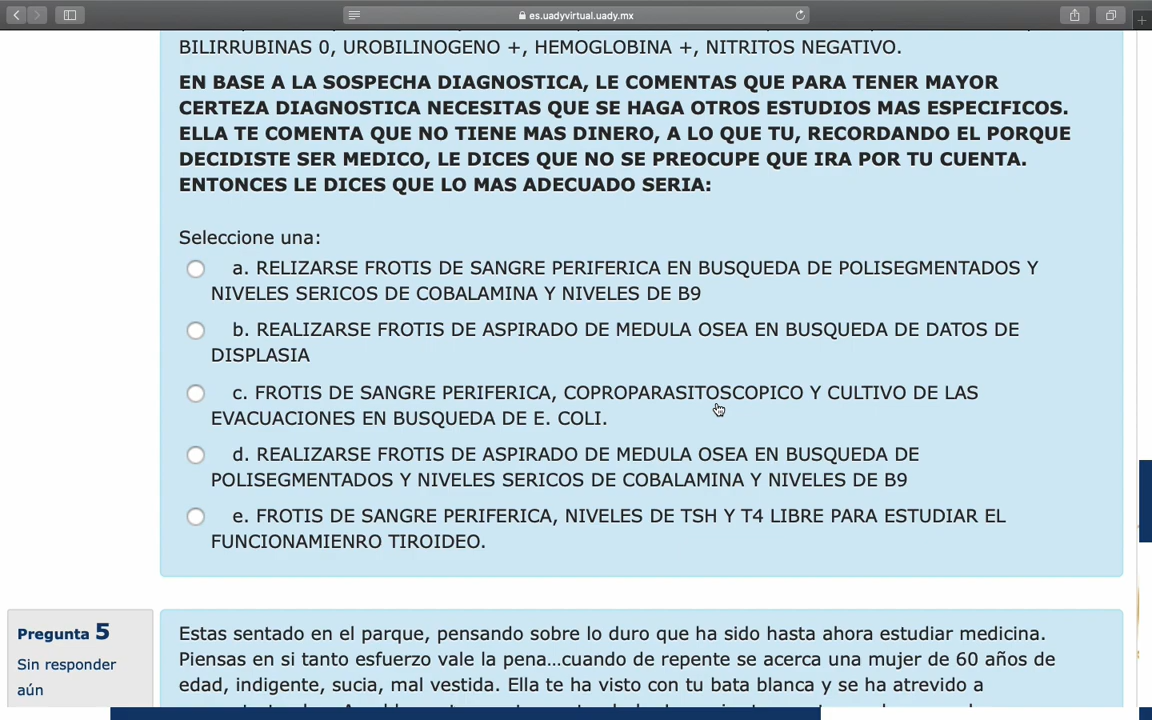 es.uadyvirtual.uady.mx
BILIRRUBINAS 0, UROBILINOGENO +, HEMOGLOBINA +, NITRITOS NEGATIVO.
EN BASE A LA SOSPECHA DIAGNOSTICA, LE COMENTAS QUE PARA TENER MAYOR
CERTEZA DIAGNOSTICA NECESITAS QUE SE HAGA OTROS ESTUDIOS MAS ESPECIFICOS.
ELLA TE COMENTA QUE NO TIENE MAS DINERO, A LO QUE TU, RECORDANDO EL PORQUE
DECIDISTE SER MEDICO, LE DICES QUE NO SE PREOCUPE QUE IRA POR TU CUENTA.
ENTONCES LE DICES QUE LO MAS ADECUADO SERIA:
Seleccione una:
a. RELIZARSE FROTIS DE SANGRE PERIFERICA EN BUSQUEDA DE POLISEGMENTADOS Y
NIVELES SERICOS DE COBALAMINA Y NIVELES DE B9
b. REALIZARSE FROTIS DE ASPIRADO DE MEDULA OSEA EN BUSQUEDA DE DATOS DE
DISPLASIA
c. FROTIS DE SANGRE PERIFERICA, COPROPARASITOSCOPICO Y CULTIVO DE LAS
EVACUACIONES EN BUSQUEDA DE E. COLI.
d. REALIZARSE FROTIS DE ASPIRADO DE MEDULA OSEA EN BUSQUEDA DE
POLISEGMENTADOS Y NIVELES SERICOS DE COBALAMINA Y NIVELES DE B9
e. FROTIS DE SANGRE PERIFERICA, NIVELES DE TSH Y T4 LIBRE PARA ESTUDIAR EL
FUNCIONAMIENRO TIROIDEO.
Pregunta 5
Sin responder
aún
Estas sentado en el parque, pensando sobre lo duro que ha sido hasta ahora estudiar medicina.
Piensas en si tanto esfuerzo vale la pena...cuando de repente se acerca una mujer de 60 años de
edad, indigente, sucia, mal vestida. Ella te ha visto con tu bata blanca y se ha atrevido a